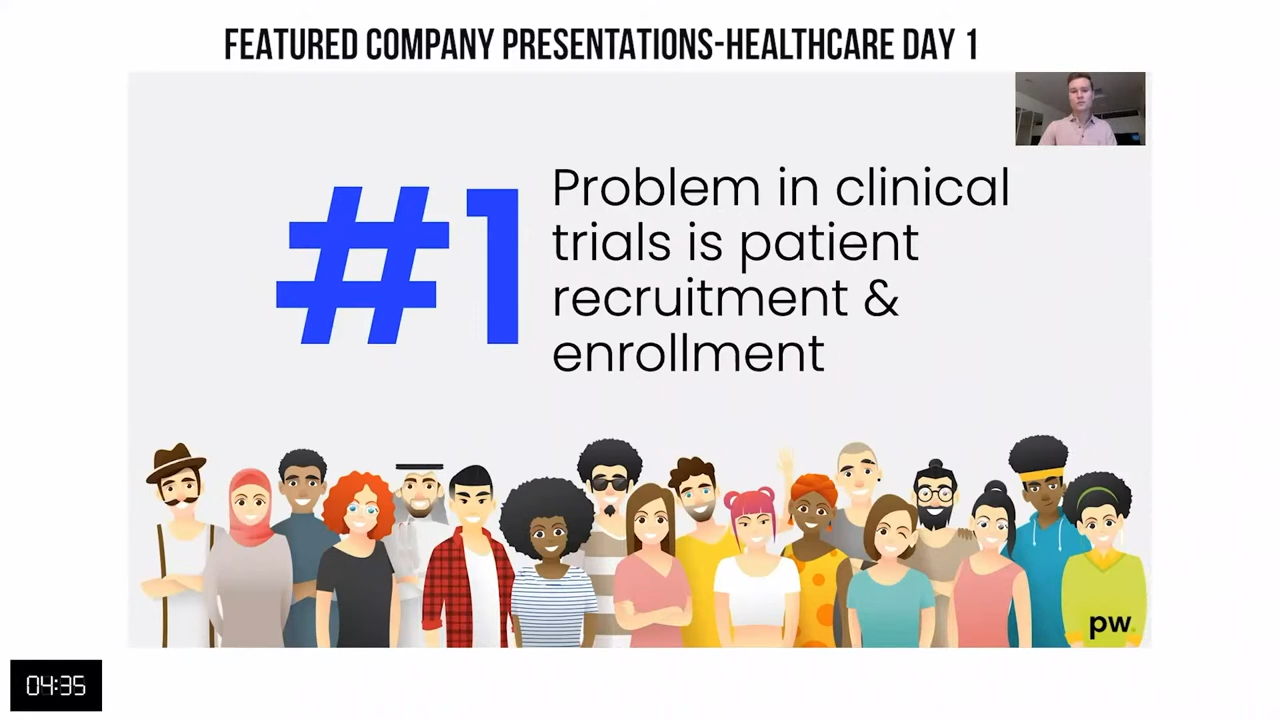 FEATURED COMPANY PRESENTATIONS-HEALTHCARE DAY 1
#1
Problem in clinical
trials is patient
recruitment &
enrollment
pw.
04:35